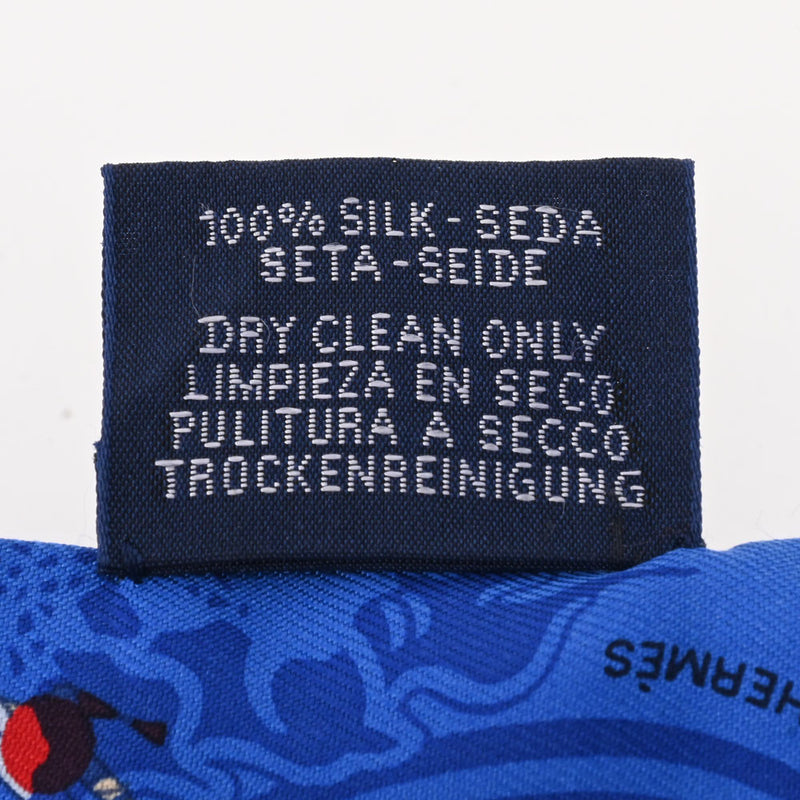 100% SILK - SEDA
SETA - SEIDE
DRY CLEAN ONLY
LIMPIEZA EN SECO
PULITURA A SECCO
TROCKENREINIGUNG
HERMÈS